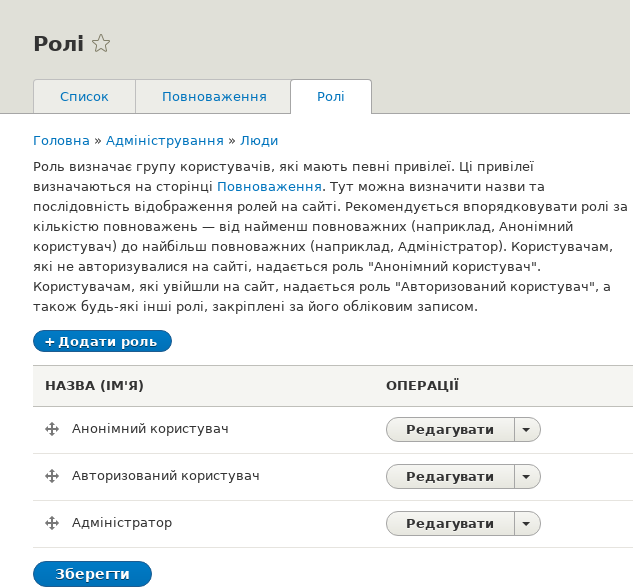 Ролі
Список
Повноваження
Ролі
Головна » Адміністрування » Люди
Роль визначає групу користувачів, які мають певні привілеї. Ці привілеї
визначаються на сторінці Повноваження. Тут можна визначити назви та
послідовність відображення ролей на сайті. Рекомендується впорядковувати ролі за
кількістю повноважень — від найменш повноважних (наприклад, Анонімний
користувач) до найбільш повноважних (наприклад, Адміністратор). Користувачам,
які не авторизувалися на сайті, надається роль "Анонімний користувач".
Користувачам, які увійшли на сайт, надається роль "Авторизований користувач", а
також будь-які інші ролі, закріплені за його обліковим записом.
+ Додати роль
НАЗВА (ІМ'Я) ОПЕРАЦІЇ
Анонімний користувач Редагувати
Авторизований користувач Редагувати
Адміністратор Редагувати
Зберегти